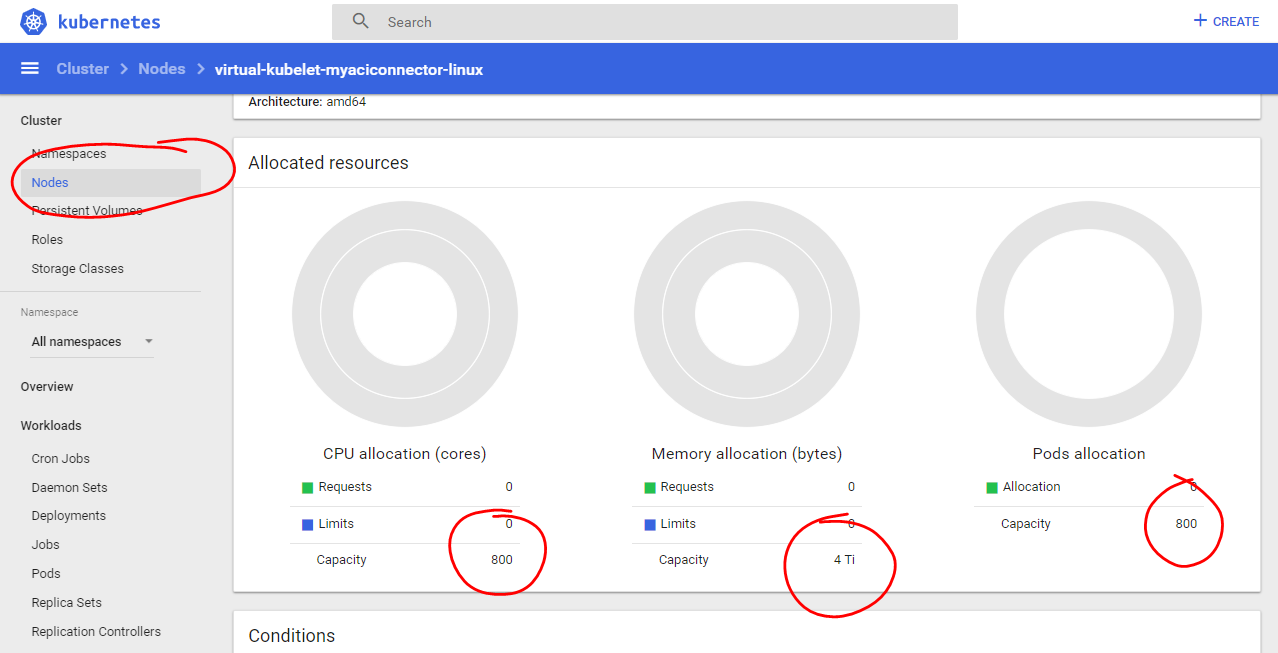 kubernetes
Search
+ CREATE
Cluster > Nodes > virtual-kubelet-myaciconnector-linux
Cluster
Namespaces
Nodes
Persistent Volumes
Roles
Storage Classes
Namespace
All namespaces
Overview
Workloads
Cron Jobs
Daemon Sets
Deployments
Jobs
Pods
Replica Sets
Replication Controllers
Architecture: amd64
Allocated resources
CPU allocation (cores)
Requests 0
Limits 0
Capacity 800
Memory allocation (bytes)
Requests 0
Limits 0
Capacity 4 Ti
Pods allocation
Allocation 0
Capacity 800
Conditions